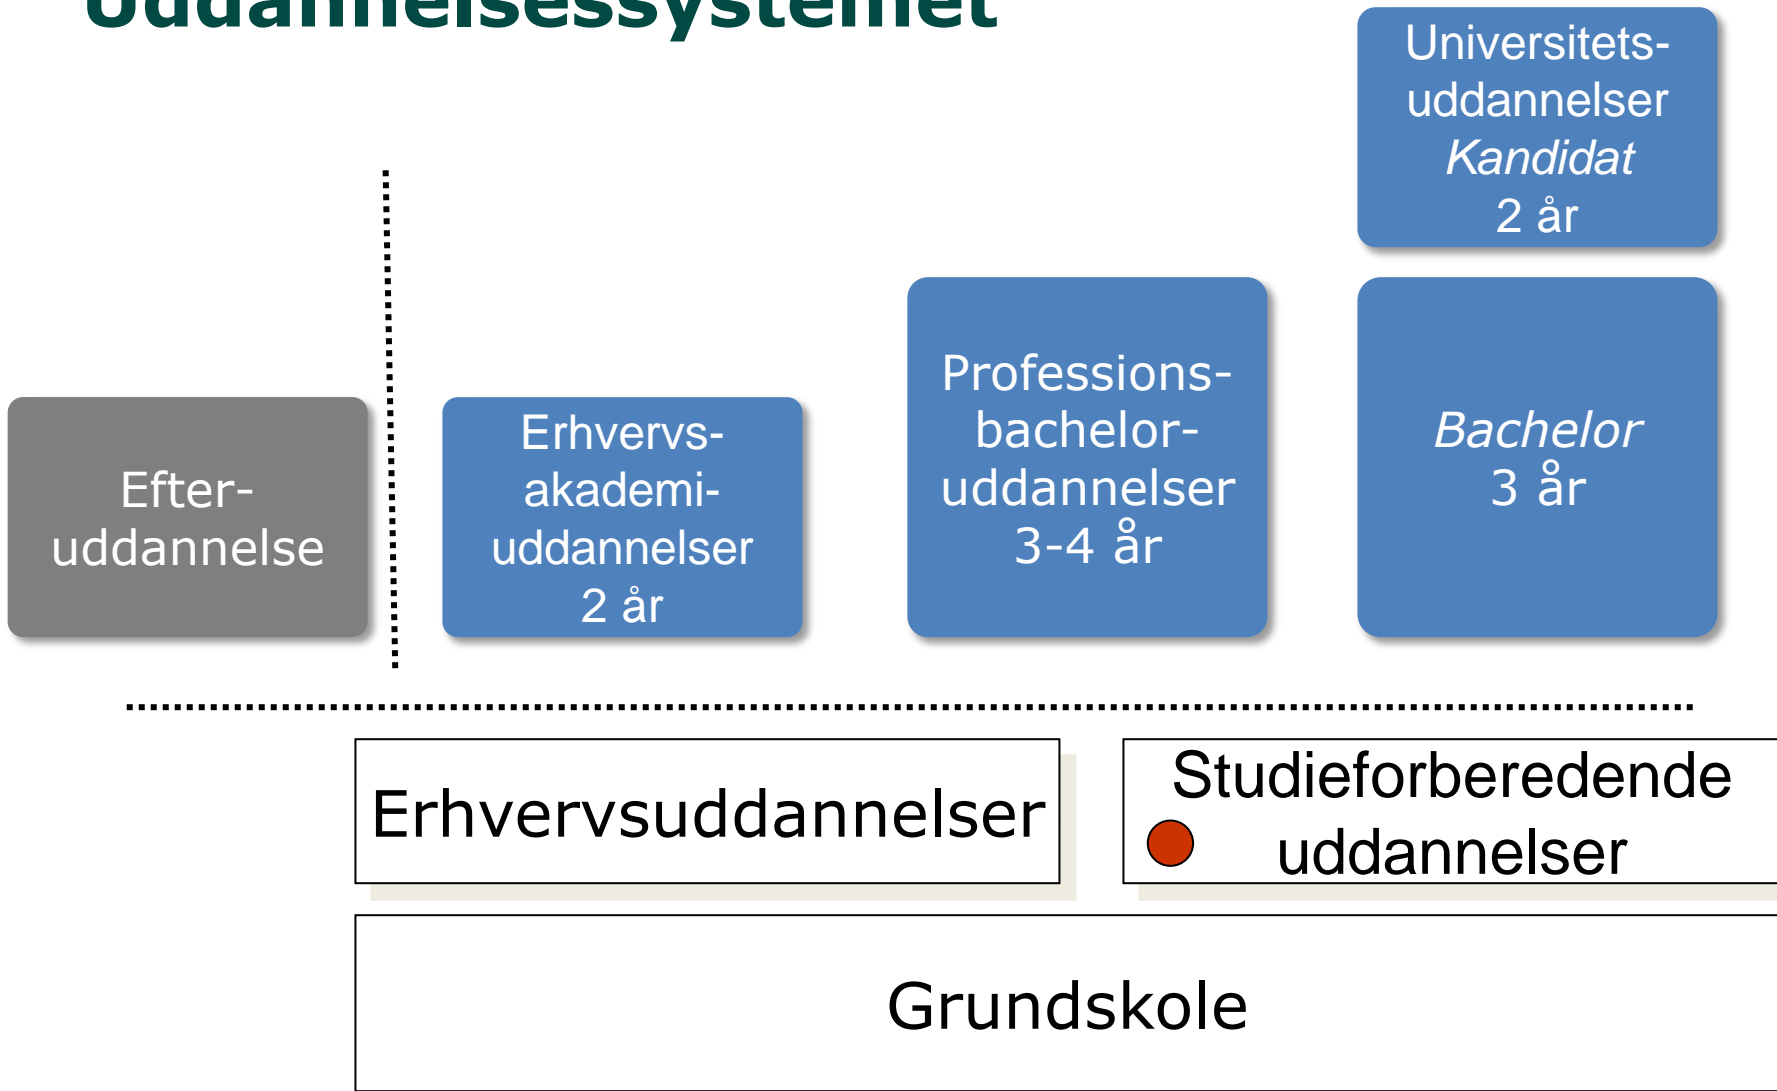 Uddannelsessystemet
Universitets-
uddannelser
Kandidat
2 år
Efter-
uddannelse
Erhvervs-
akademi-
uddannelser
2 år
Professions-
bachelor-
uddannelser
3-4 år
Bachelor
3 år
Erhvervsuddannelser
Studieforberedende
uddannelser
Grundskole